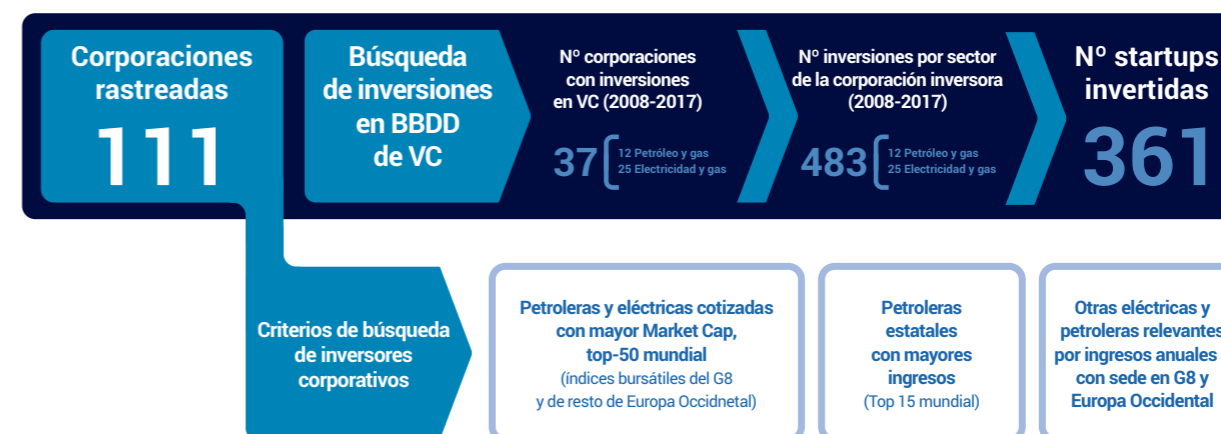 Corporaciones
rastreadas
111
Búsqueda
de inversiones
en BBDD
de VC
Nº corporaciones
con inversiones
en VC (2008-2017)
37
12 Petróleo y gas
25 Electricidad y gas
Nº inversiones por sector
de la corporación inversora
(2008-2017)
483
12 Petróleo y gas
25 Electricidad y gas
Nº startups
invertidas
361
Criterios de búsqueda
de inversores
corporativos
Petroleras y eléctricas cotizadas
con mayor Market Cap,
top-50 mundial
(índices bursátiles del G8
y de resto de Europa Occidnetal)
Petroleras
estatales
con mayores
ingresos
(Top 15 mundial)
Otras eléctricas y
petroleras relevantes
por ingresos anuales
con sede en G8 y
Europa Occidental